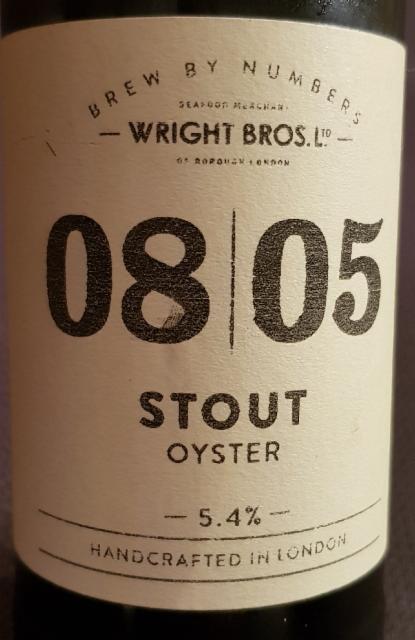 BREW BY NUMBERS
SEAFOOD MERCHANT
— WRIGHT BROS. LTD —
OF BOROUGH LONDON
08|05
STOUT
OYSTER
— 5.4% —
HANDCRAFTED IN LONDON